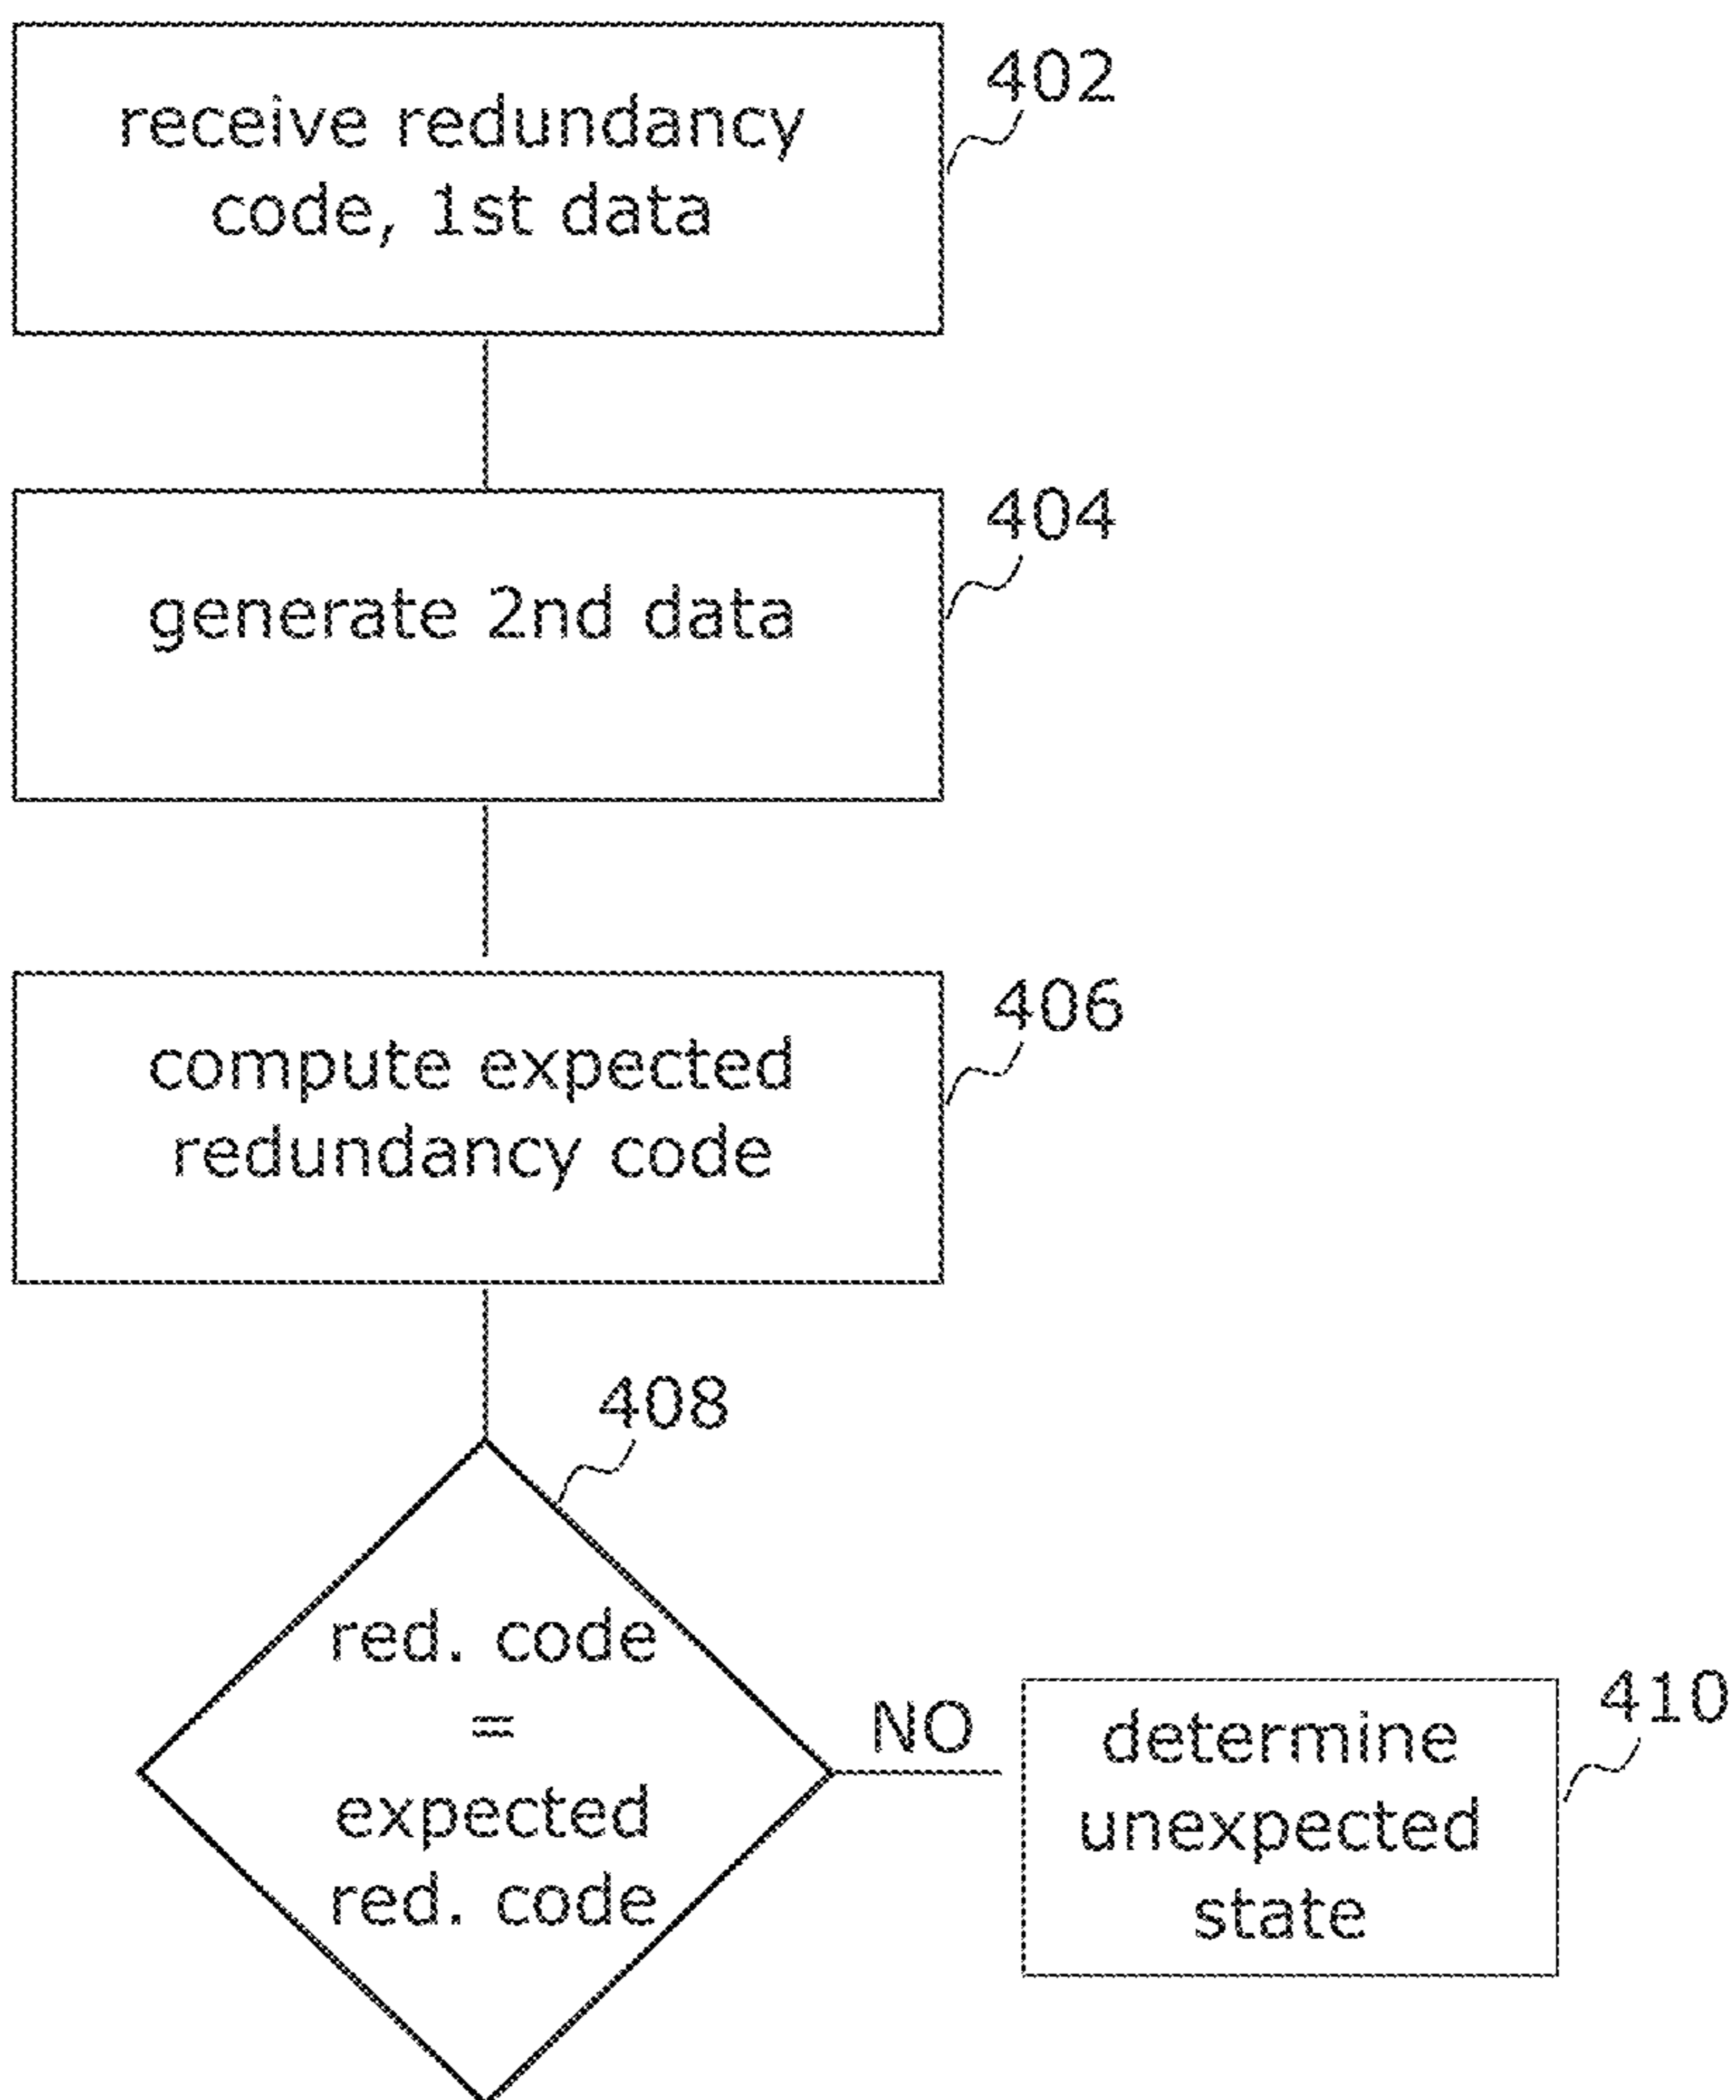 receive redundancy
code, 1st data
402
generate 2nd data
404
compute expected
redundancy code
406
408
red. code
=
expected
red. code
NO
determine
unexpected
state
410